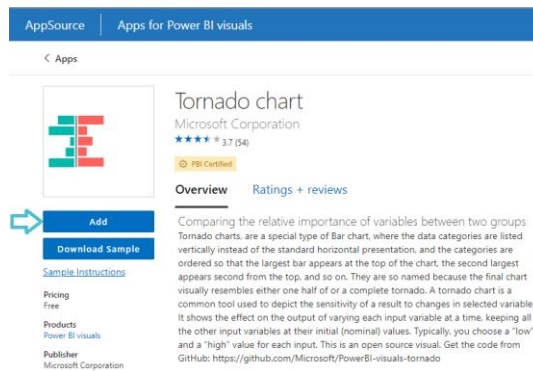 AppSource Apps for Power BI visuals
< Apps
Tornado chart
Microsoft Corporation
3.7 (54)
PBI Certified
Overview Ratings + reviews
Add
Download Sample
Sample Instructions
Pricing
Free
Products
Power BI visuals
Publisher
Microsoft Corporation
Comparing the relative importance of variables between two groups
Tornado charts, are a special type of Bar chart, where the data categories are listed
vertically instead of the standard horizontal presentation, and the categories are
ordered so that the largest bar appears at the top of the chart, the second largest
appears second from the top, and so on. They are so named because the final chart
visually resembles either one half of or a complete tornado. A tornado chart is a
common tool used to depict the sensitivity of a result to changes in selected variable
It shows the effect on the output of varying each input variable at a time, keeping all
the other input variables at their initial (nominal) values. Typically, you choose a "low"
and a "high" value for each input. This is an open source visual. Get the code from
GitHub: https://github.com/Microsoft/PowerBI-visuals-tornado